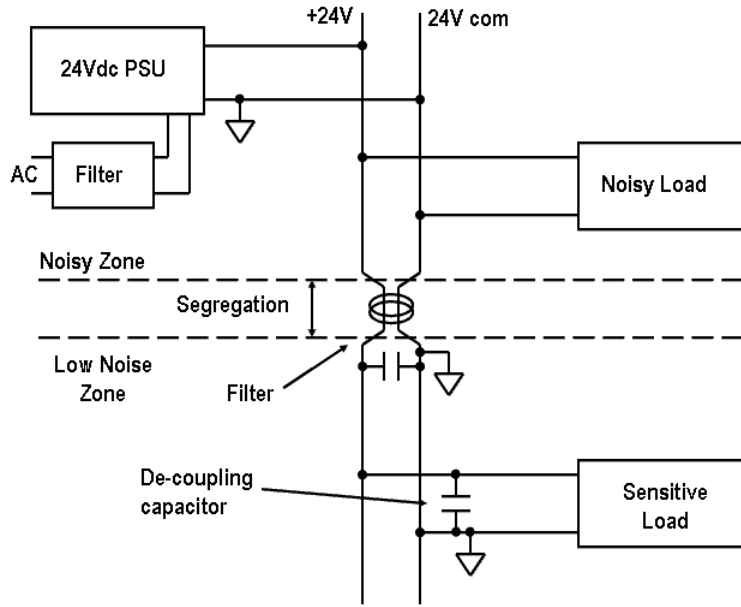 +24V
24V com
24Vdc PSU
AC
Filter
Noisy Load
Noisy Zone
Segregation
Low Noise
Zone
Filter
De-coupling
capacitor
Sensitive
Load